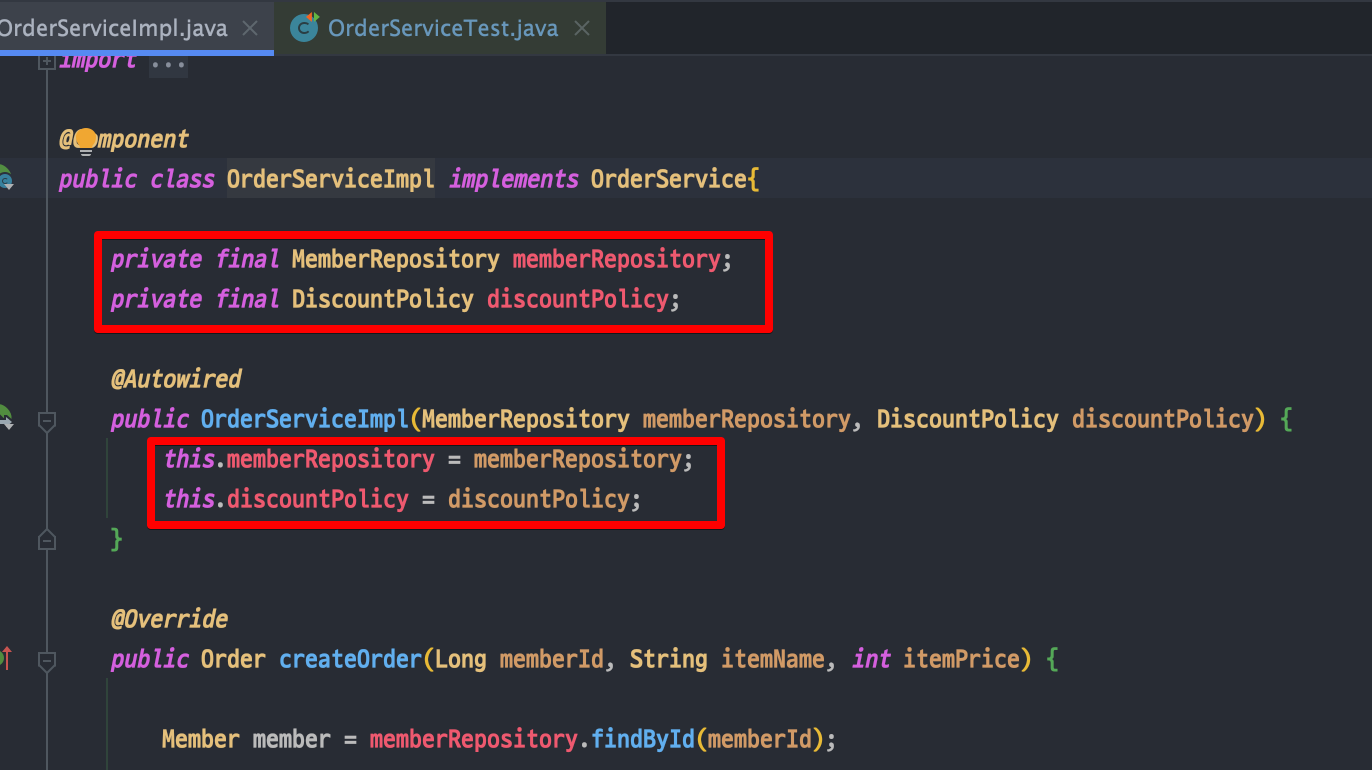 OrderServiceImpl.java OrderServiceTest.java
import ...
@Component
public class OrderServiceImpl implements OrderService{
private final MemberRepository memberRepository;
private final DiscountPolicy discountPolicy;
@Autowired
public OrderServiceImpl(MemberRepository memberRepository, DiscountPolicy discountPolicy) {
this.memberRepository = memberRepository;
this.discountPolicy = discountPolicy;
}
@Override
public Order createOrder(Long memberId, String itemName, int itemPrice) {
Member member = memberRepository.findById(memberId);